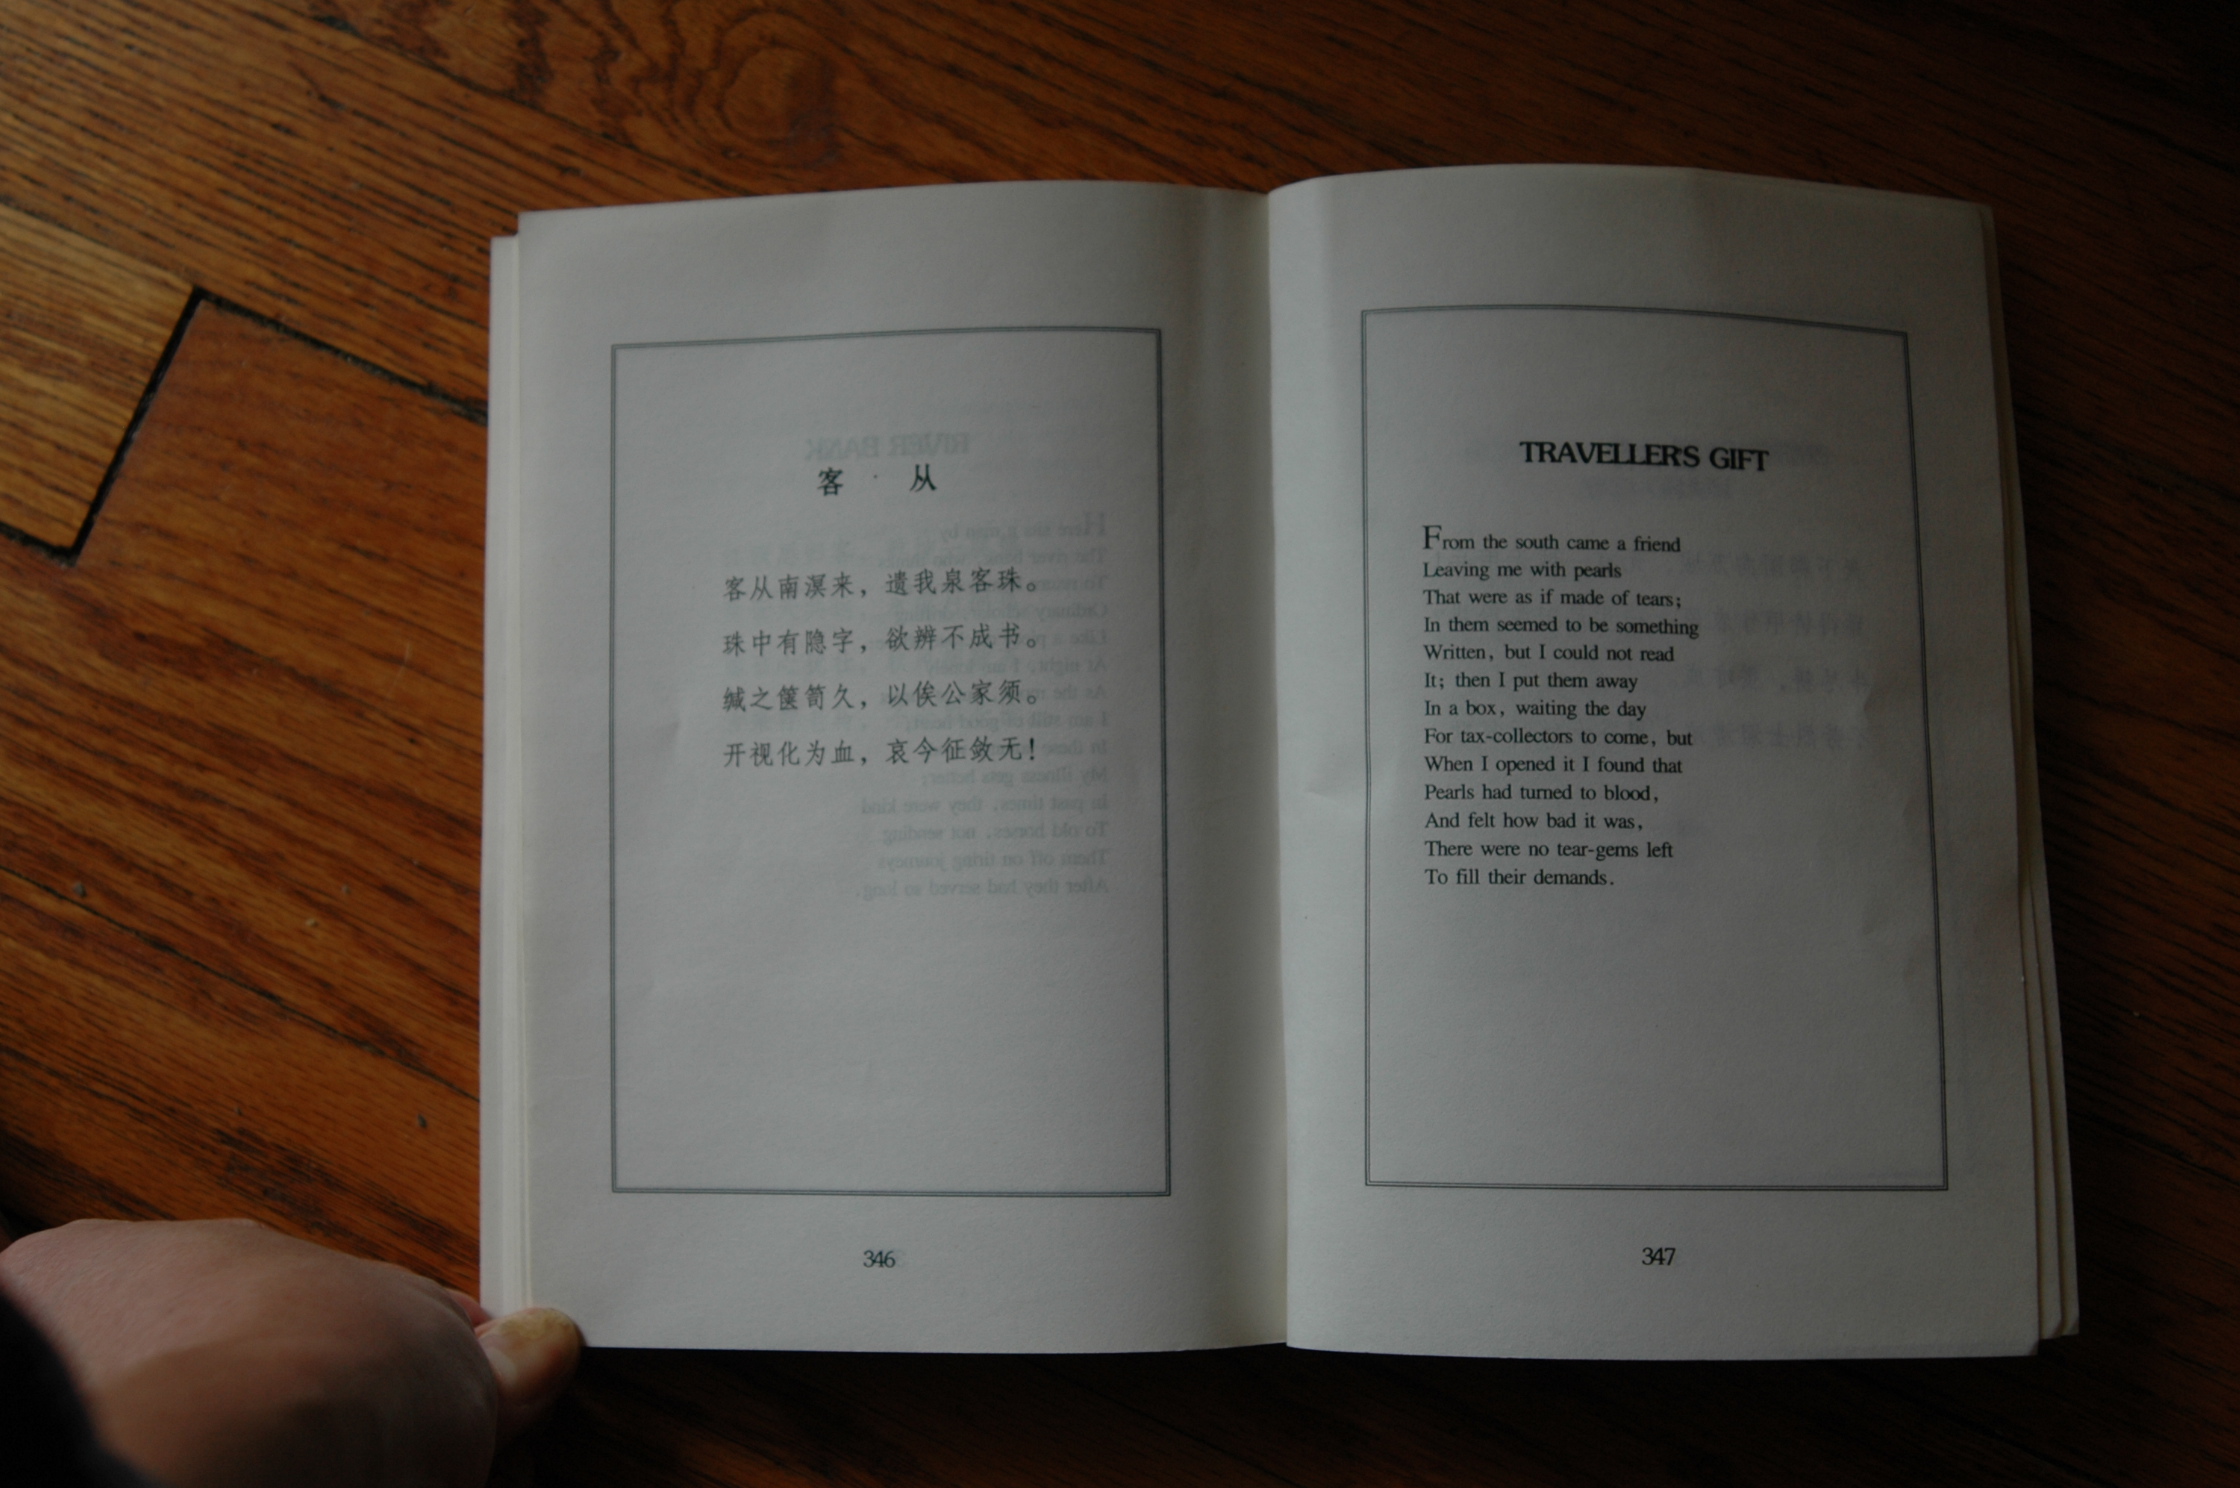 客·从
客从南溟来，遗我泉客珠。
珠中有隐字，欲辨不成书。
缄之箧笥久，以俟公家须。
开视化为血，哀今征敛无！
346
TRAVELLER'S GIFT
From the south came a friend
Leaving me with pearls
That were as if made of tears;
In them seemed to be something
Written, but I could not read
It; then I put them away
In a box, waiting the day
For tax-collectors to come, but
When I opened it I found that
Pearls had turned to blood,
And felt how bad it was,
There were no tear-gems left
To fill their demands.
347